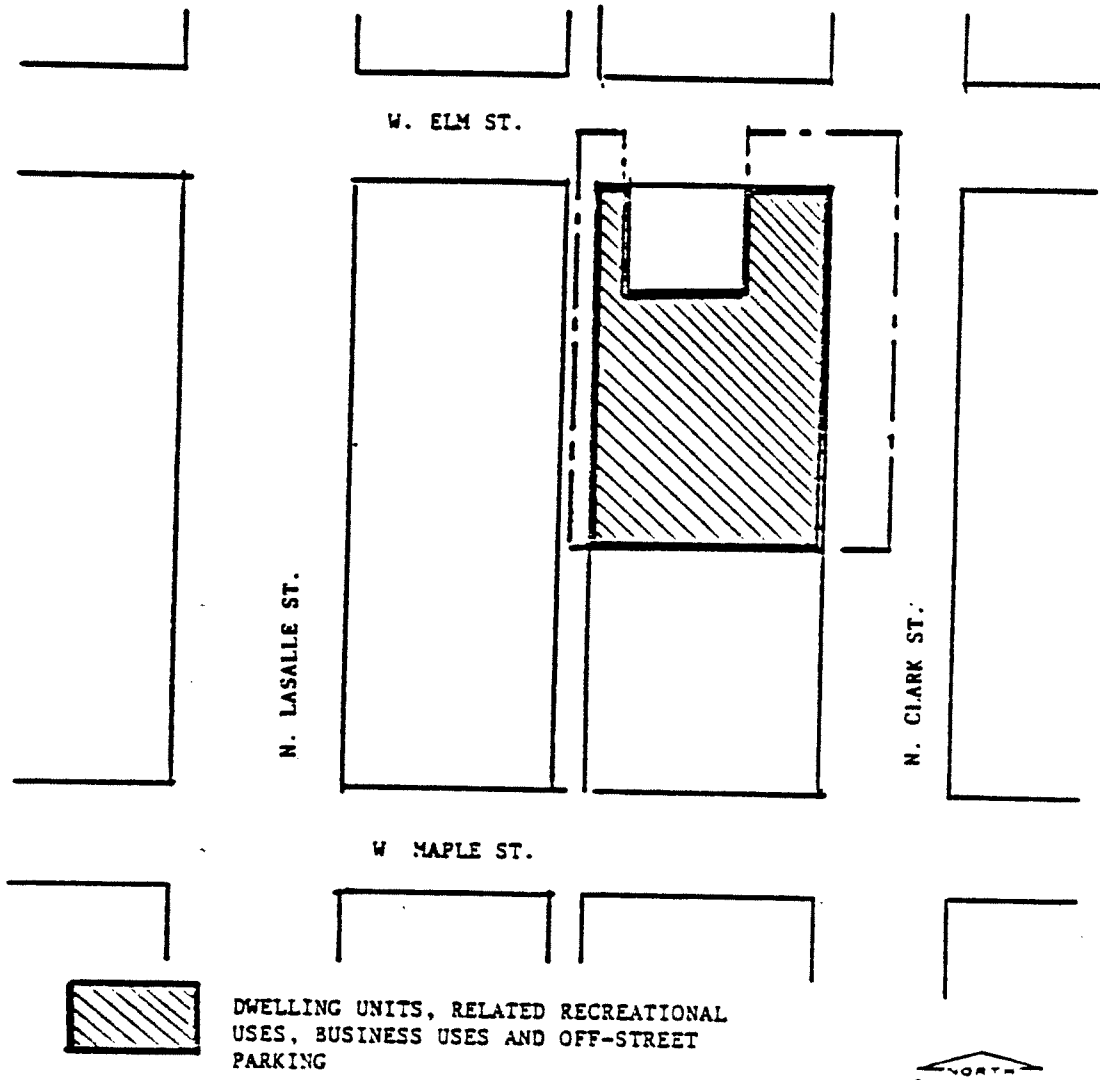 W. ELM ST.
N. LASALLE ST.
N. CLARK ST.
W MAPLE ST.
DWELLING UNITS, RELATED RECREATIONAL
USES, BUSINESS USES AND OFF-STREET
PARKING
NORTH